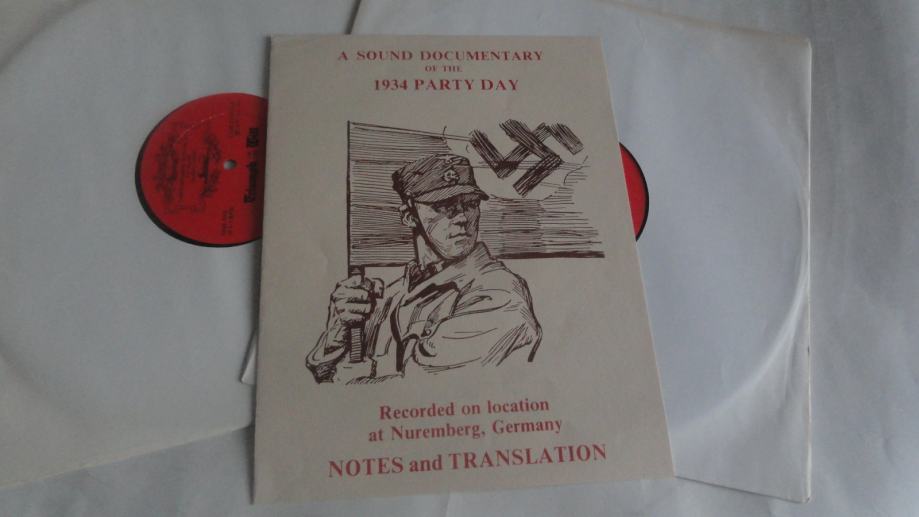 A SOUND DOCUMENTARY
OF THE
1934 PARTY DAY
Recorded on location
at Nuremberg, Germany
NOTES and TRANSLATION